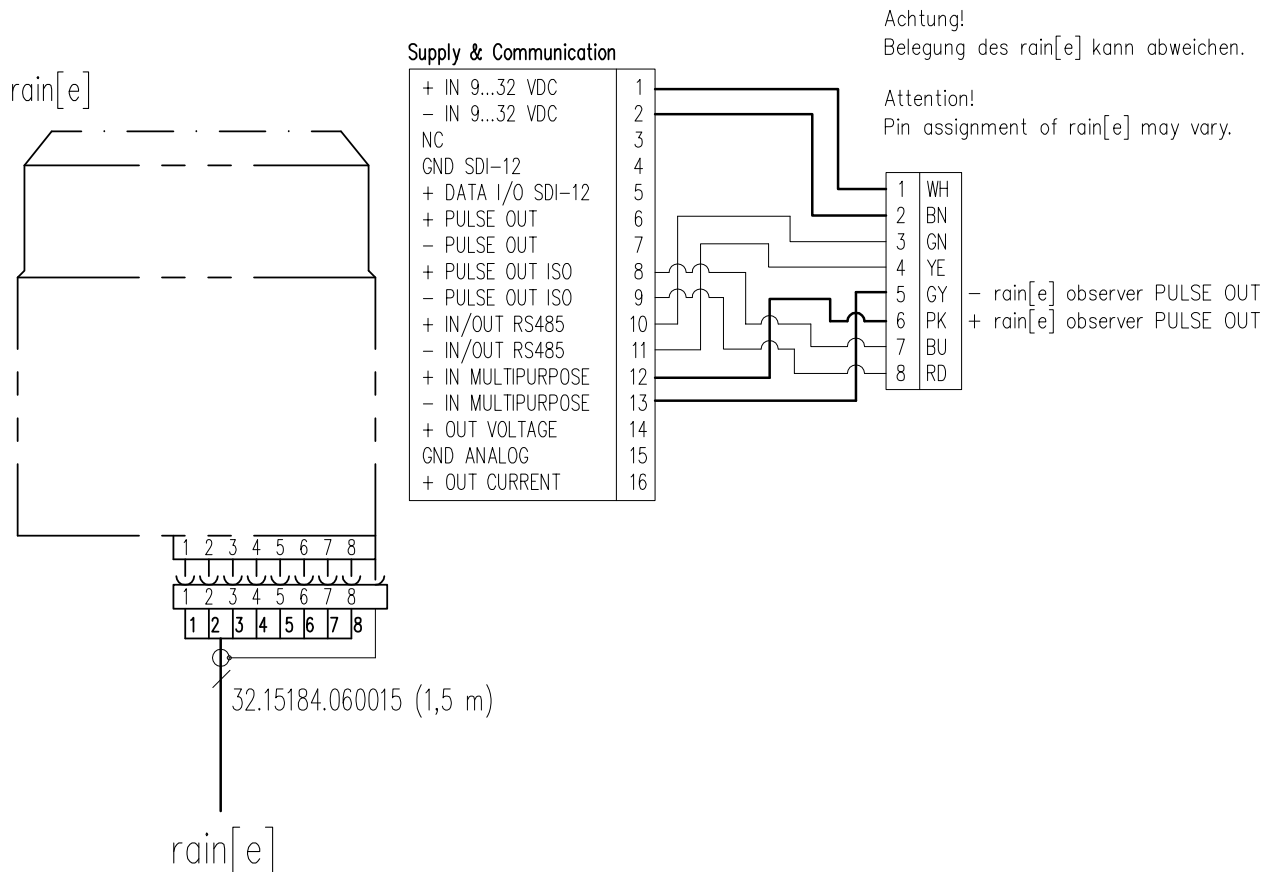 Achtung!
Belegung des rain[e] kann abweichen.
Attention!
Pin assignment of rain[e] may vary.
rain[e]
Supply & Communication
+ IN 9...32 VDC 1
- IN 9...32 VDC 2
NC 3
GND SDI-12 4
+ DATA I/O SDI-12 5
+ PULSE OUT 6
- PULSE OUT 7
+ PULSE OUT ISO 8
- PULSE OUT ISO 9
+ IN/OUT RS485 10
- IN/OUT RS485 11
+ IN MULTIPURPOSE 12
- IN MULTIPURPOSE 13
+ OUT VOLTAGE 14
GND ANALOG 15
+ OUT CURRENT 16
1 WH
2 BN
3 GN
4 YE
5 GY - rain[e] observer PULSE OUT
6 PK + rain[e] observer PULSE OUT
7 BU
8 RD
1 2 3 4 5 6 7 8
1 2 3 4 5 6 7 8
1 2 3 4 5 6 7 8
32.15184.060015 (1,5 m)
rain[e]